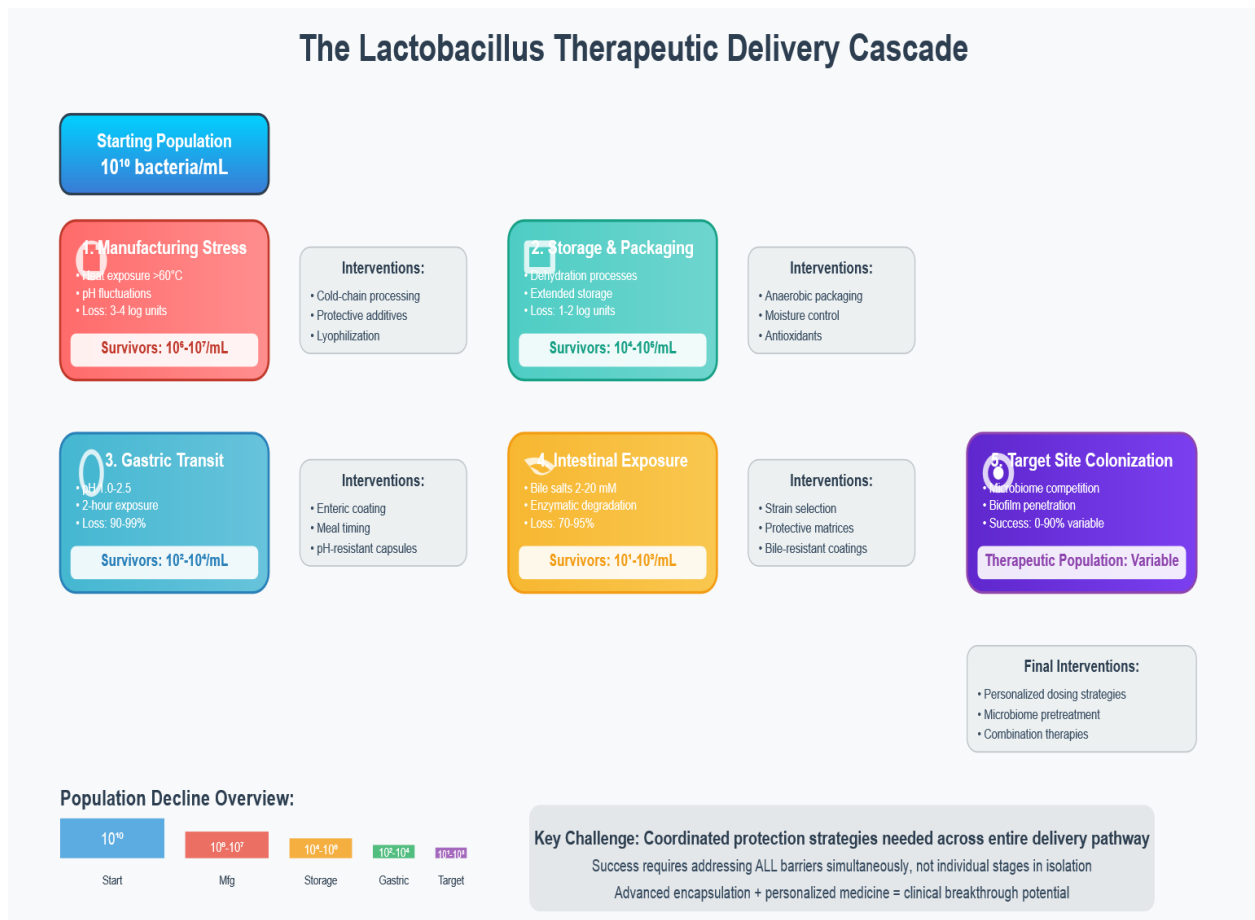 The Lactobacillus Therapeutic Delivery Cascade
Starting Population
10¹⁰ bacteria/mL
1. Manufacturing Stress
• Heat exposure >60°C
• pH fluctuations
• Loss: 3-4 log units
Survivors: 10⁶-10⁷/mL
Interventions:
• Cold-chain processing
• Protective additives
• Lyophilization
2. Storage & Packaging
• Dehydration processes
• Extended storage
• Loss: 1-2 log units
Survivors: 10⁴-10⁶/mL
Interventions:
• Anaerobic packaging
• Moisture control
• Antioxidants
3. Gastric Transit
• pH 1.0-2.5
• 2-hour exposure
• Loss: 90-99%
Survivors: 10²-10⁴/mL
Interventions:
• Enteric coating
• Meal timing
• pH-resistant capsules
4. Intestinal Exposure
• Bile salts 2-20 mM
• Enzymatic degradation
• Loss: 70-95%
Survivors: 10¹-10³/mL
Interventions:
• Strain selection
• Protective matrices
• Bile-resistant coatings
5. Target Site Colonization
• Microbiome competition
• Biofilm penetration
• Success: 0-90% variable
Therapeutic Population: Variable
Final Interventions:
• Personalized dosing strategies
• Microbiome pretreatment
• Combination therapies
Population Decline Overview:
10¹⁰
10⁶-10⁷
10⁴-10⁶
10²-10⁴
10¹-10³
Start
Mfg
Storage
Gastric
Target
Key Challenge: Coordinated protection strategies needed across entire delivery pathway
Success requires addressing ALL barriers simultaneously, not individual stages in isolation
Advanced encapsulation + personalized medicine = clinical breakthrough potential